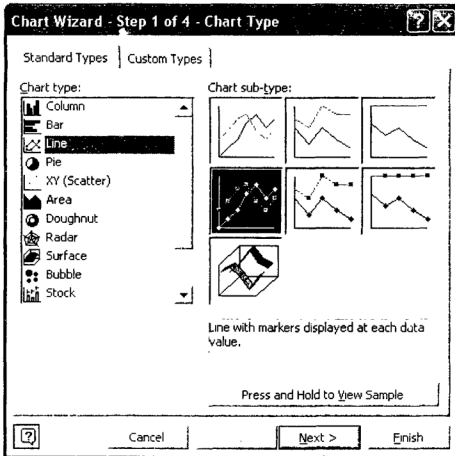 Chart Wizard - Step 1 of 4 - Chart Type
Standard Types
Custom Types
Chart type:
Column
Bar
Line
Pie
XY (Scatter)
Area
Doughnut
Radar
Surface
Bubble
Stock
Chart sub-type:
Line with markers displayed at each data
value.
Press and Hold to View Sample
Cancel
Next >
Finish